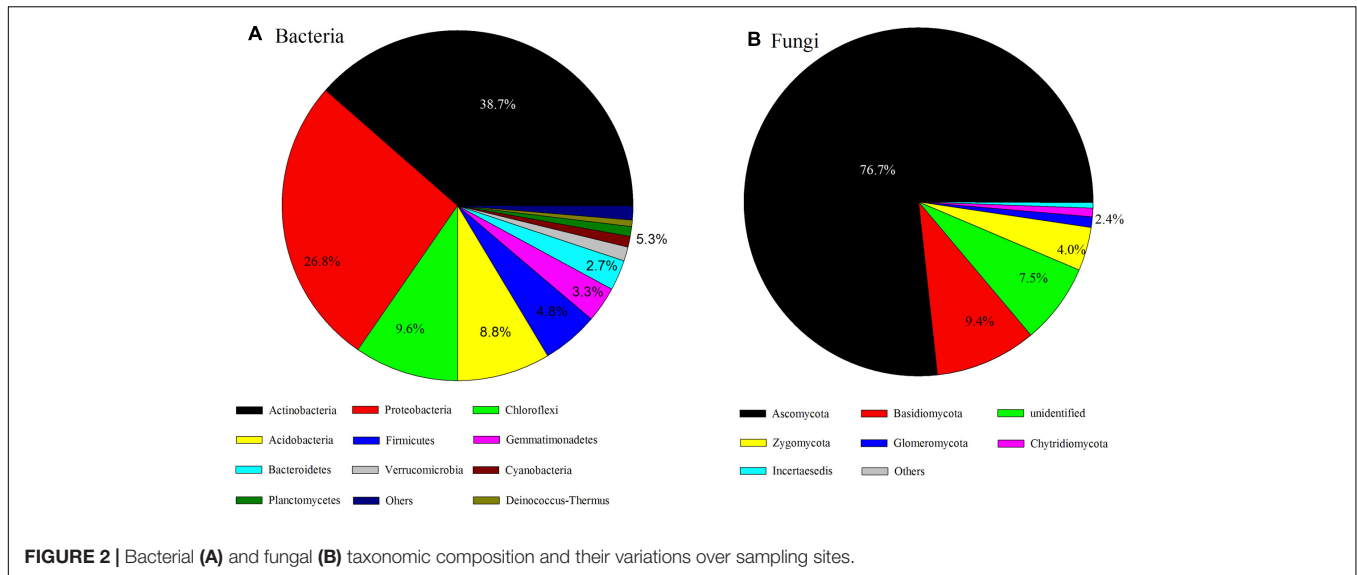 A Bacteria
38.7%
26.8%
9.6%
8.8%
4.8%
3.3%
2.7%
5.3%
Actinobacteria Proteobacteria Chloroflexi
Acidobacteria Firmicutes Gemmatimonadetes
Bacteroidetes Verrucomicrobia Cyanobacteria
Planctomycetes Ohers Deinococcus-Thermus
B Fungi
76.7%
9.4%
7.5%
4.0%
2.4%
Ascomycota Basidiomycota unidentified
Zygomycota Glomeromycota Chytridiomycota
Incertaesedis Others
FIGURE 2 | Bacterial (A) and fungal (B) taxonomic composition and their variations over sampling sites.